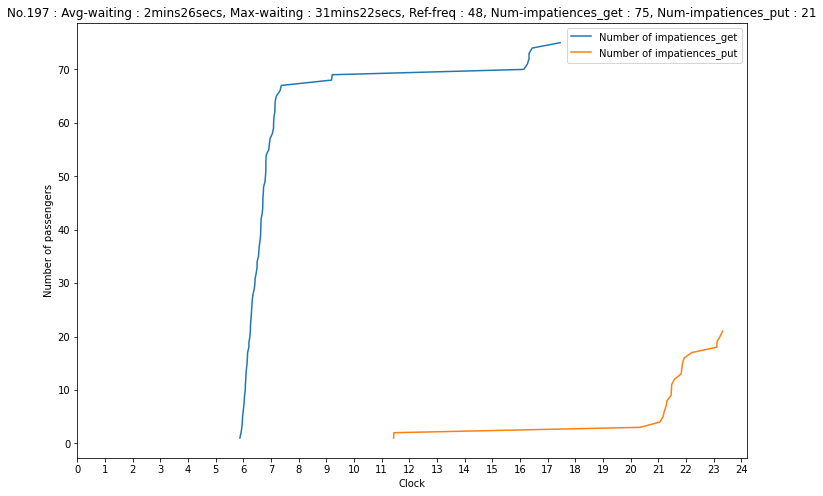 No.197 : Avg-waiting : 2mins26secs, Max-waiting : 31mins22secs, Ref-freq : 48, Num-impatiences_get : 75, Num-impatiences_put : 21
Number of impatiences_get
Number of impatiences_put
70
60
50
40
30
20
10
0
Number of passengers
0 1 2 3 4 5 6 7 8 9 10 11 12 13 14 15 16 17 18 19 20 21 22 23 24
Clock